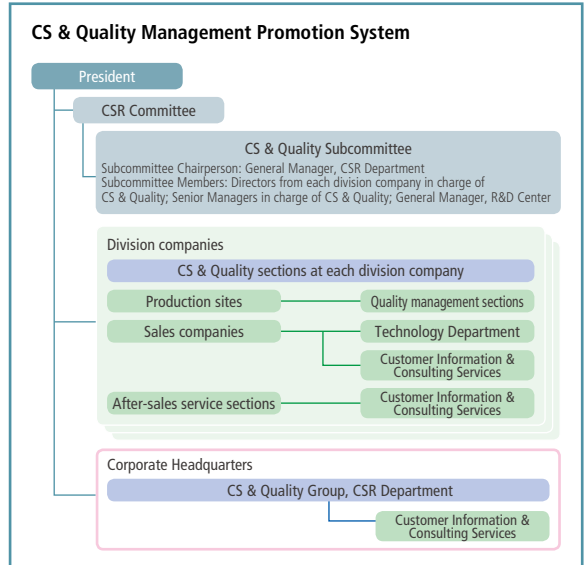 CS & Quality Management Promotion System
President
CSR Committee
CS & Quality Subcommittee
Subcommittee Chairperson: General Manager, CSR Department
Subcommittee Members: Directors from each division company in charge of
CS & Quality; Senior Managers in charge of CS & Quality; General Manager, R&D Center
Division companies
CS & Quality sections at each division company
Production sites
Quality management sections
Sales companies
Technology Department
Customer Information &
Consulting Services
After-sales service sections
Customer Information &
Consulting Services
Corporate Headquarters
CS & Quality Group, CSR Department
Customer Information &
Consulting Services